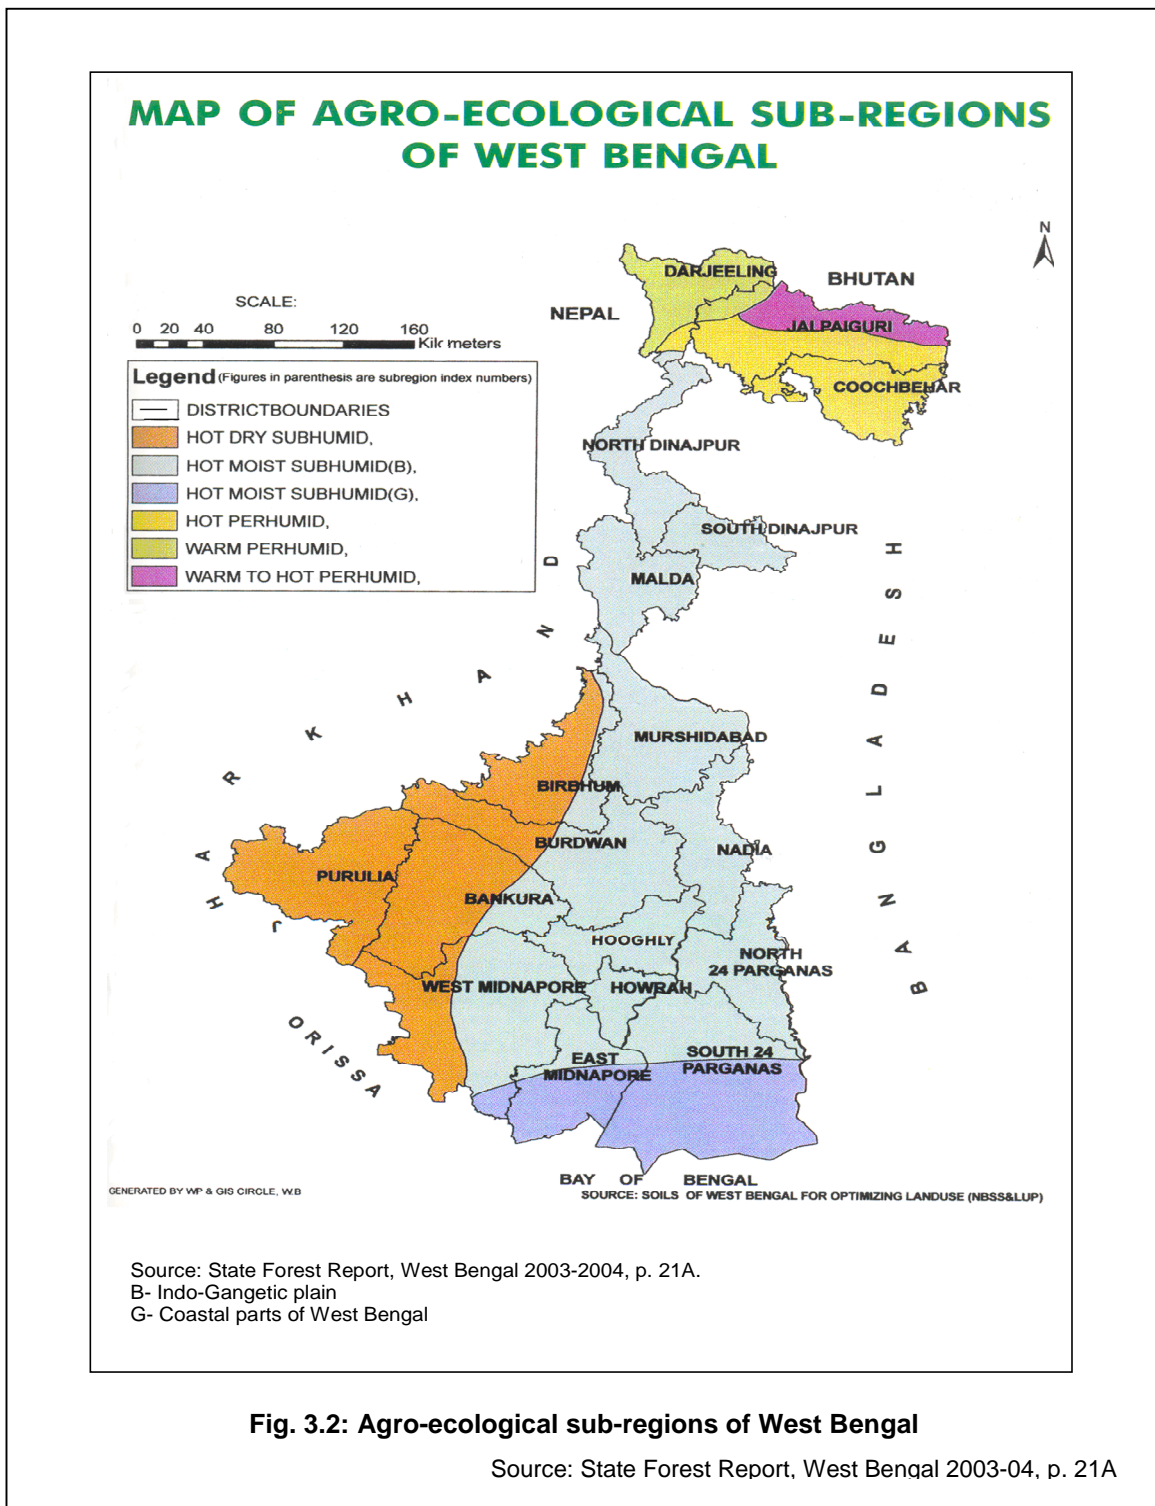 MAP OF AGRO-ECOLOGICAL SUB-REGIONS
OF WEST BENGAL
N
SCALE:
0 20 40 80 120 160
Kilometers
Legend (Figures in parenthesis are subregion index numbers)
DISTRICTBOUNDARIES
HOT DRY SUBHUMID,
HOT MOIST SUBHUMID(B),
HOT MOIST SUBHUMID(G),
HOT PERHUMID,
WARM PERHUMID,
WARM TO HOT PERHUMID,
DARJEELING
BHUTAN
NEPAL
JALPAIGURI
COOCHBEHAR
NORTH DINAJPUR
SOUTH DINAJPUR
MALDA
JHARKHAND
BANGLADESH
MURSHIDABAD
BIRBHUM
BURDWAN
NADIA
PURULIA
BANKURA
HOOGHLY
NORTH
24 PARGANAS
WEST MIDNAPORE
HOWRAH
ORISSA
EAST
MIDNAPORE
SOUTH 24
PARGANAS
BAY OF BENGAL
GENERATED BY WP & GIS CIRCLE, W.B
SOURCE: SOILS OF WEST BENGAL FOR OPTIMIZING LANDUSE (NBSS&LUP)
Source: State Forest Report, West Bengal 2003-2004, p. 21A.
B- Indo-Gangetic plain
G- Coastal parts of West Bengal
Fig. 3.2: Agro-ecological sub-regions of West Bengal
Source: State Forest Report, West Bengal 2003-04, p. 21A